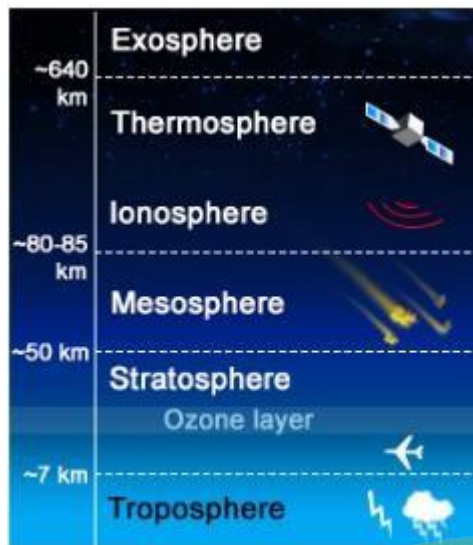 Exosphere
~640
km
Thermosphere
Ionosphere
~80-85
km
Mesosphere
~50 km
Stratosphere
Ozone layer
~7 km
Troposphere